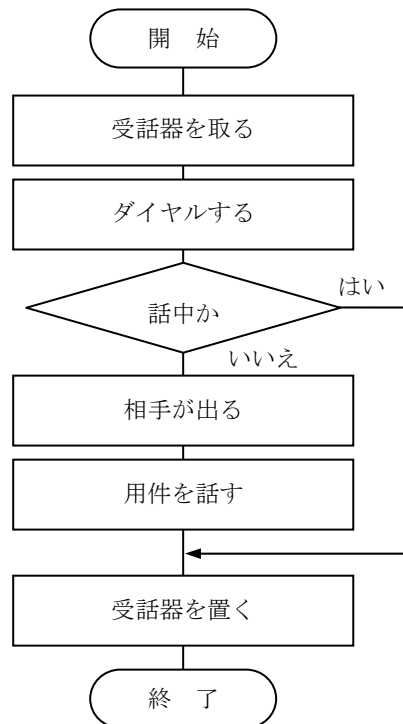 開　始
受話器を取る
ダイヤルする
話中か
はい
いいえ
相手が出る
用件を話す
受話器を置く
終　了